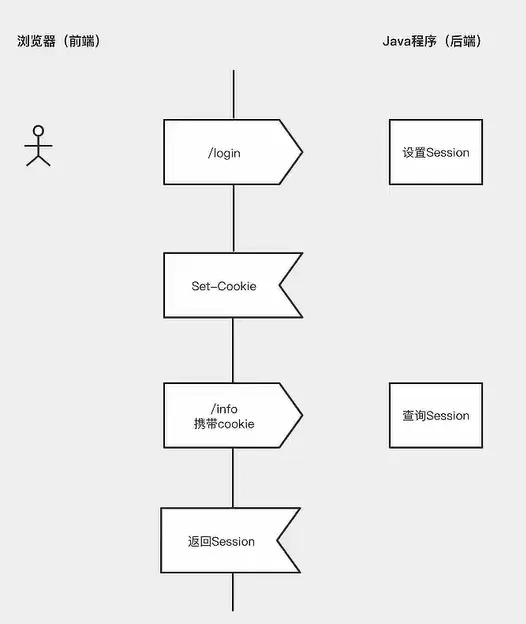 浏览器（前端）
Java程序（后端）
/login
设置Session
Set-Cookie
/info
携带cookie
查询Session
返回Session